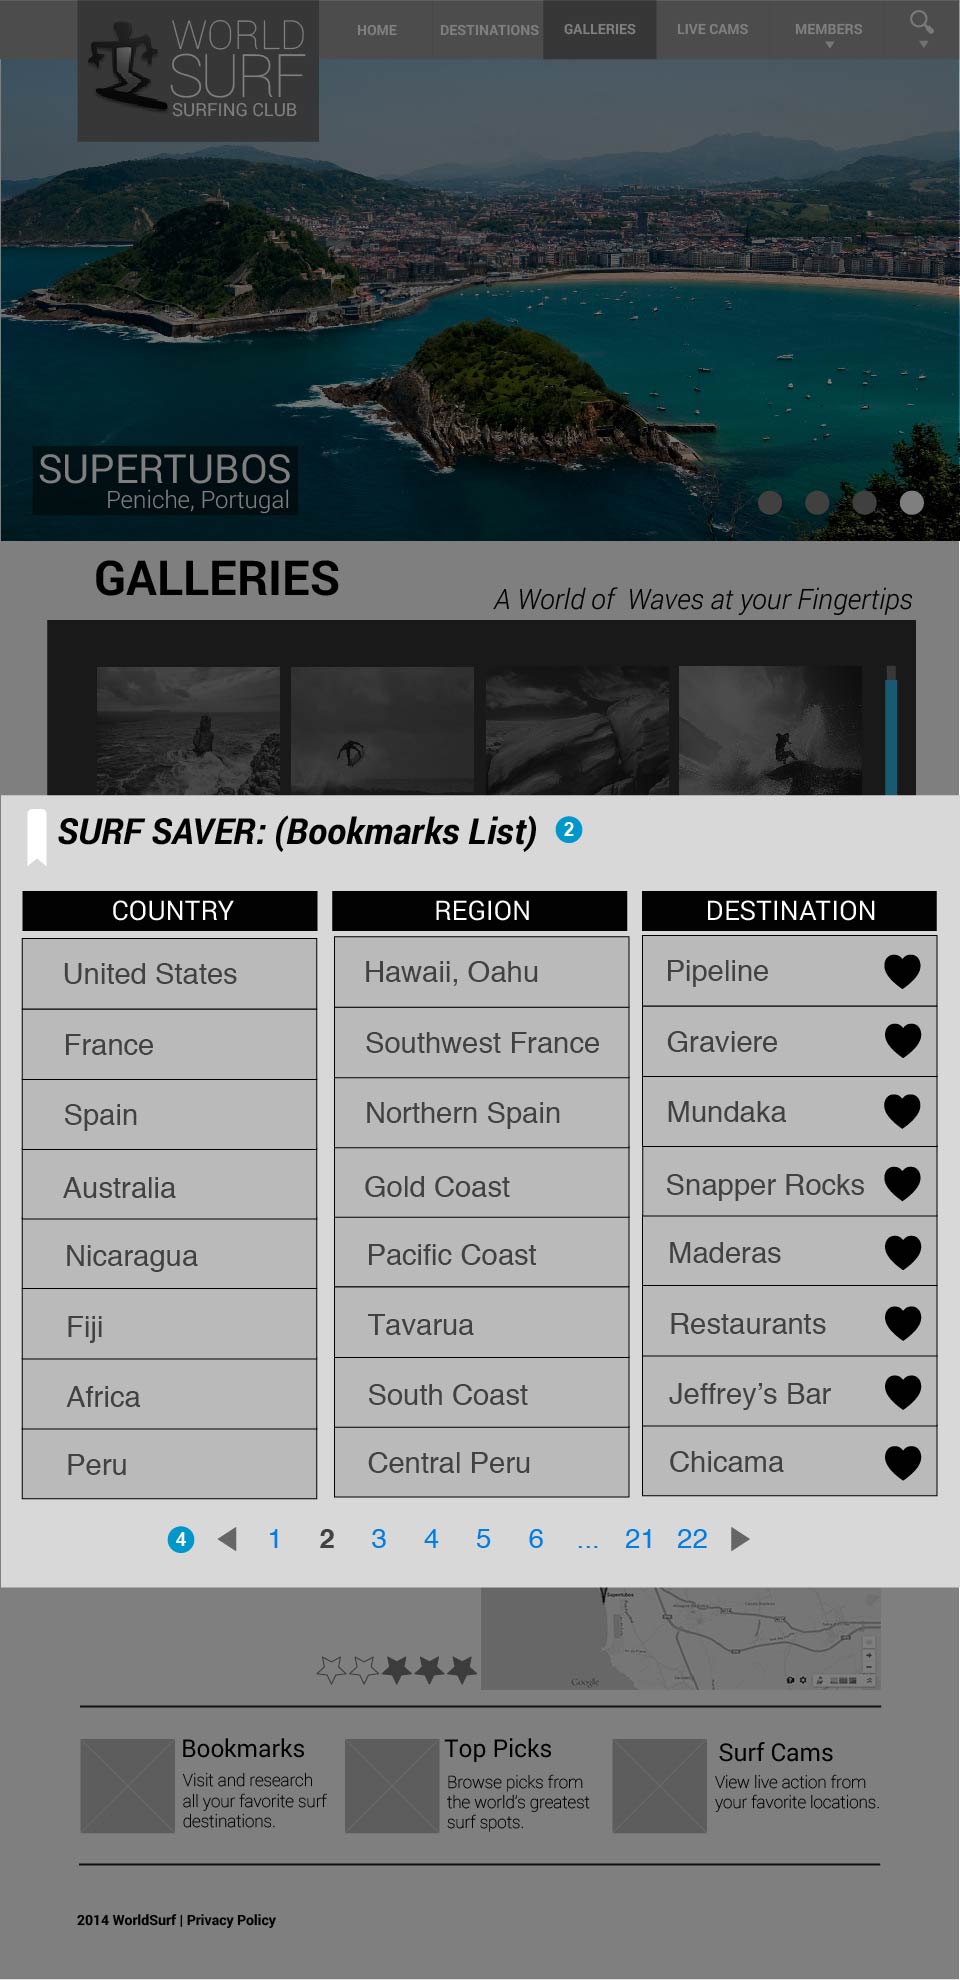 WORLD
SURF
SURFING CLUB
HOME
DESTINATIONS
GALLERIES
LIVE CAMS
MEMBERS
SUPERTUBOS
Peniche, Portugal
GALLERIES
A World of Waves at your Fingertips
SURF SAVER: (Bookmarks List) 2
COUNTRY REGION DESTINATION
United States Hawaii, Oahu Pipeline
France Southwest France Graviere
Spain Northern Spain Mundaka
Australia Gold Coast Snapper Rocks
Nicaragua Pacific Coast Maderas
Fiji Tavarua Restaurants
Africa South Coast Jeffrey’s Bar
Peru Central Peru Chicama
4 1 2 3 4 5 6 ... 21 22
Supertubos
Google
Bookmarks
Visit and research
all your favorite surf
destinations.
Top Picks
Browse picks from
the world's greatest
surf spots.
Surf Cams
View live action from
your favorite locations.
2014 WorldSurf | Privacy Policy